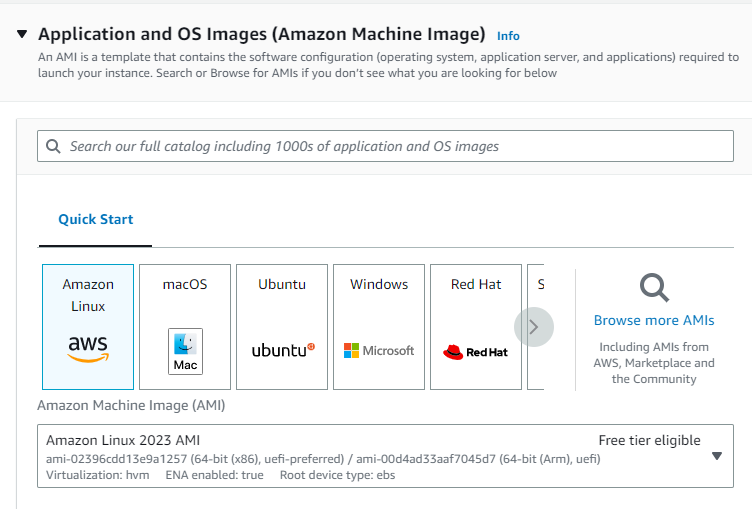 Application and OS Images (Amazon Machine Image) Info
An AMI is a template that contains the software configuration (operating system, application server, and applications) required to
launch your instance. Search or Browse for AMIs if you don't see what you are looking for below
Search our full catalog including 1000s of application and OS images
Quick Start
Amazon
Linux
aws
macOS
Mac
Ubuntu
ubuntu
Windows
Microsoft
Red Hat
Red Hat
S
Browse more AMIs
Including AMIs from
AWS, Marketplace and
the Community
Amazon Machine Image (AMI)
Amazon Linux 2023 AMI
Free tier eligible
ami-02396cdd13e9a1257 (64-bit (x86), uefi-preferred) / ami-00d4ad33aaf7045d7 (64-bit (Arm), uefi)
Virtualization: hvm ENA enabled: true Root device type: ebs